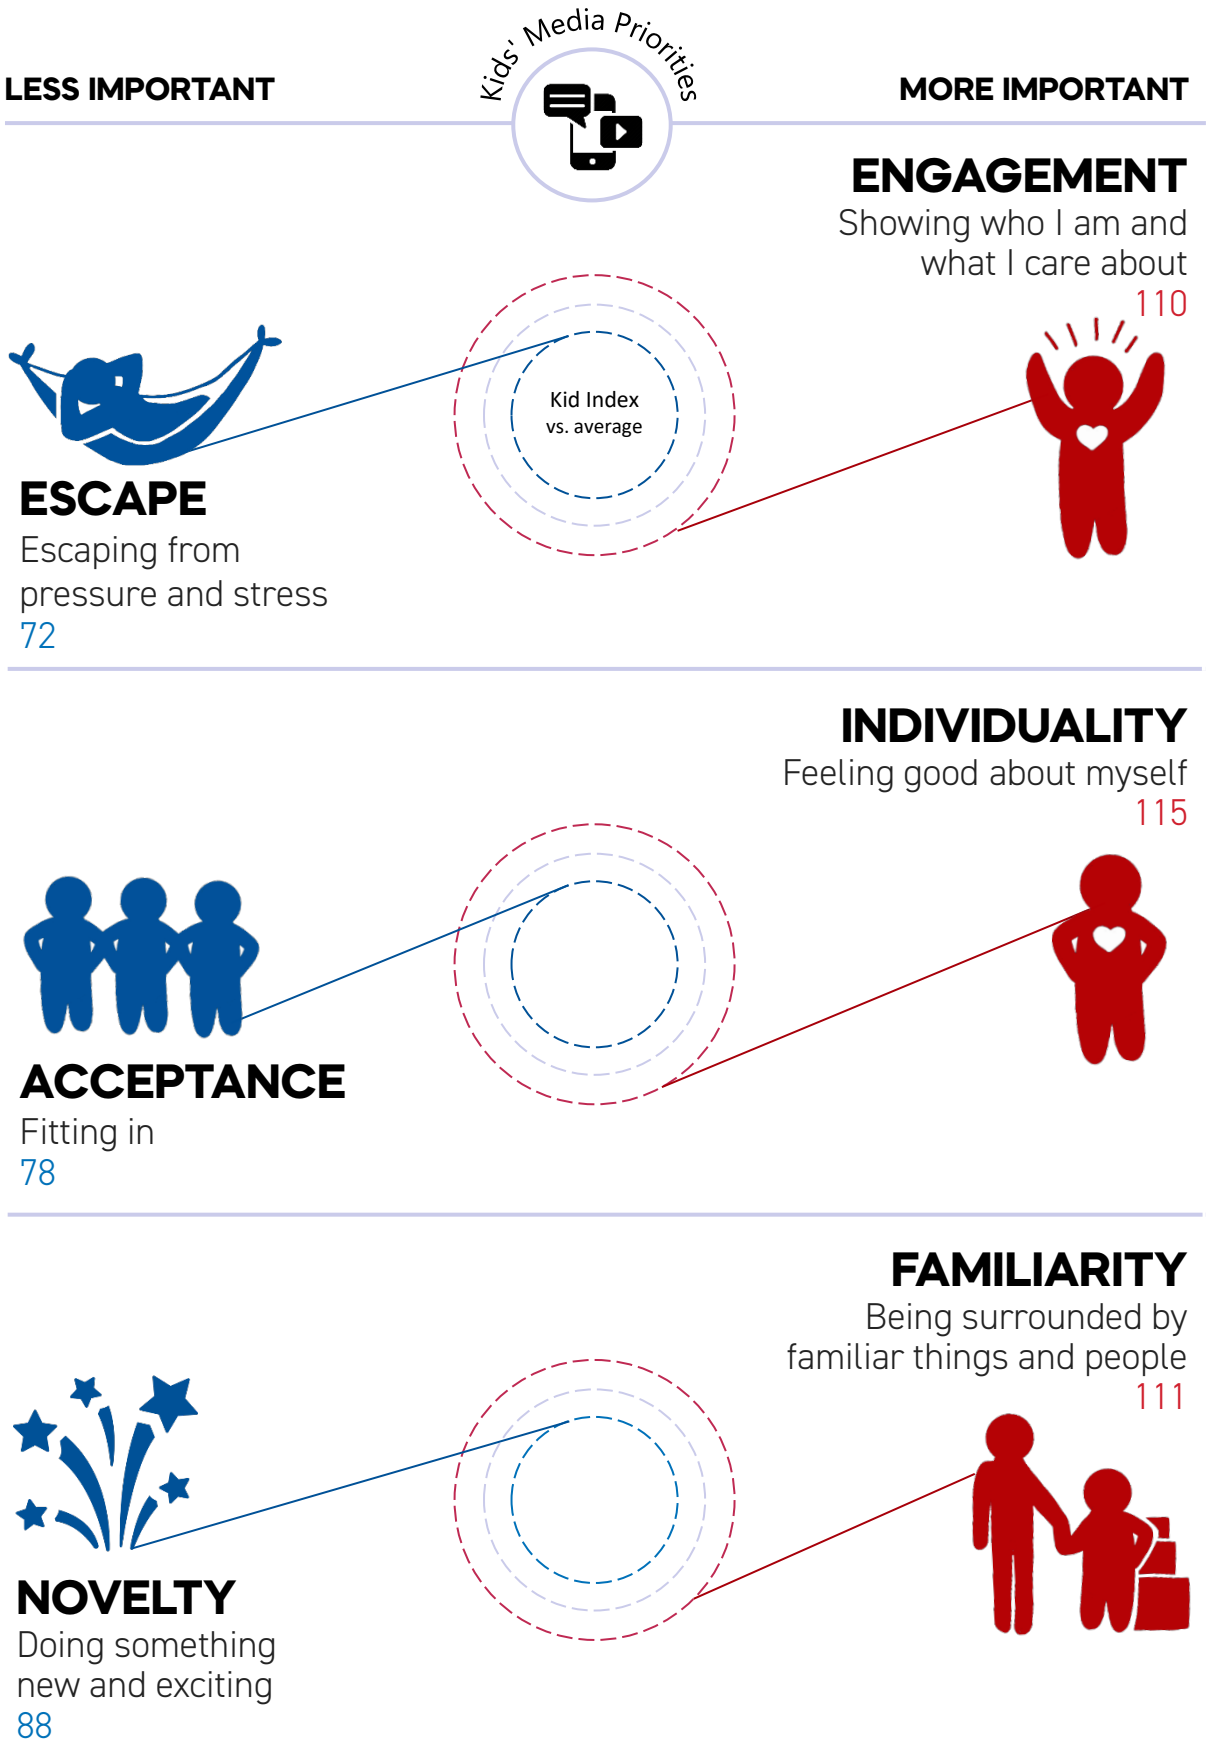 Kids' Media Priorities
LESS IMPORTANT
MORE IMPORTANT
ENGAGEMENT
Showing who I am and
what I care about
110
Kid Index
vs. average
ESCAPE
Escaping from
pressure and stress
72
INDIVIDUALITY
Feeling good about myself
115
ACCEPTANCE
Fitting in
78
FAMILIARITY
Being surrounded by
familiar things and people
111
NOVELTY
Doing something
new and exciting
88